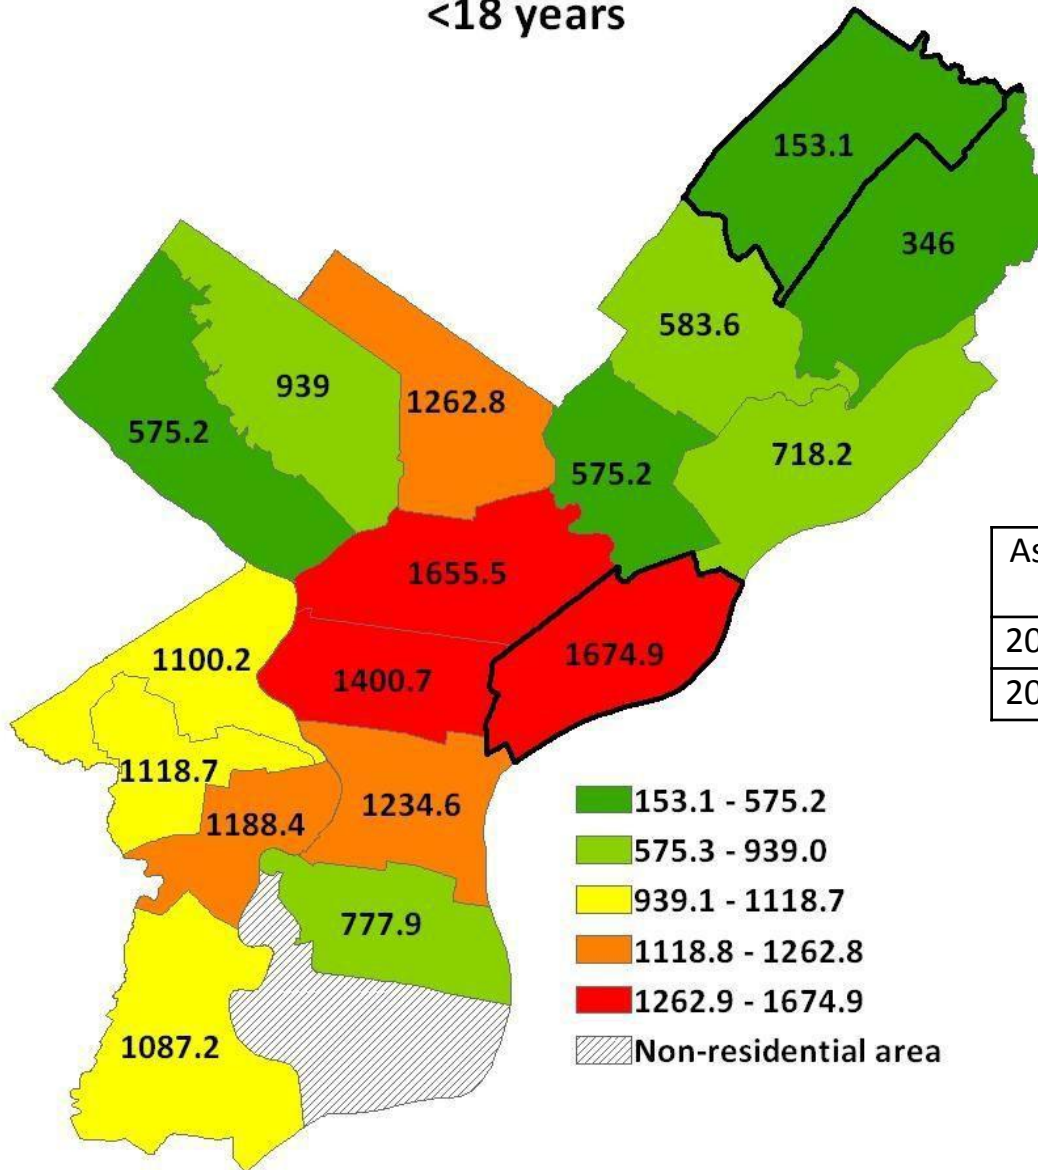 <18 years
153.1
346
583.6
939
1262.8
575.2
575.2
718.2
1655.5
1674.9
1100.2
1400.7
1118.7
1188.4
1234.6
777.9
1087.2
153.1 - 575.2
575.3 - 939.0
939.1 - 1118.7
1118.8 - 1262.8
1262.9 - 1674.9
Non-residential area
As
20
20